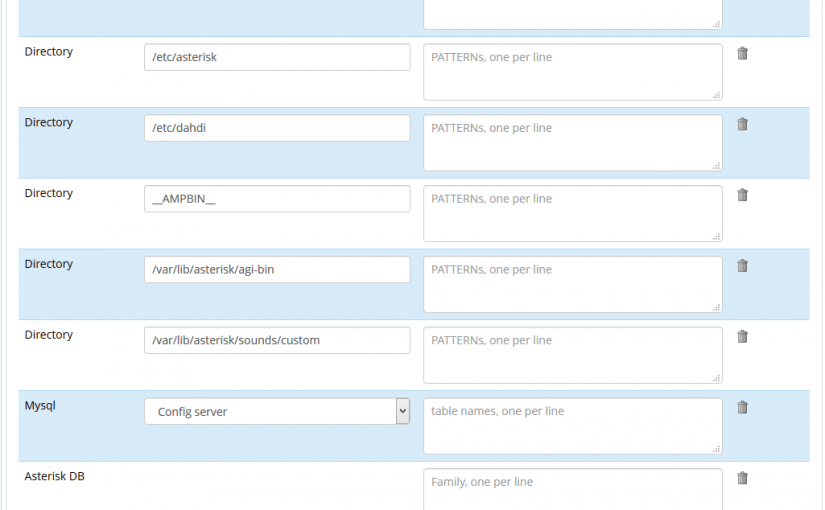 Directory /etc/asterisk PATTERNs, one per line
Directory /etc/dahdi PATTERNs, one per line
Directory __AMPBIN__ PATTERNs, one per line
Directory /var/lib/asterisk/agi-bin PATTERNs, one per line
Directory /var/lib/asterisk/sounds/custom PATTERNs, one per line
Mysql Config server table names, one per line
Asterisk DB Family, one per line